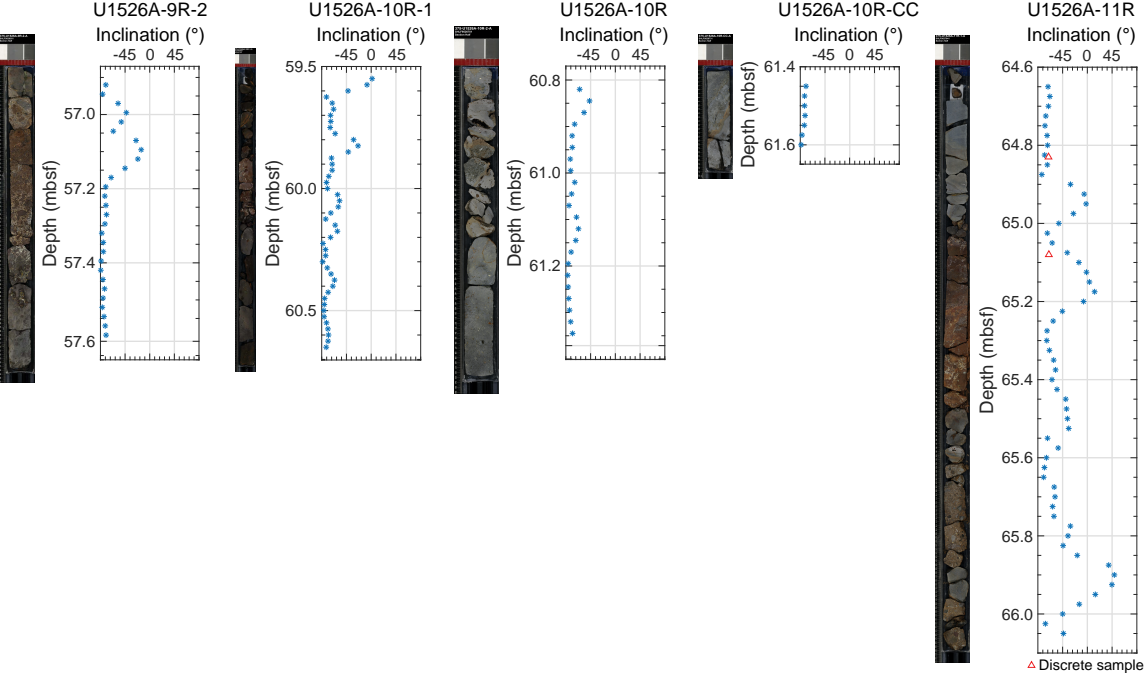 U1526A-9R-2
Inclination (°)
-45 0 45
57.0
57.2
57.4
57.6
Depth (mbsf)
U1526A-10R-1
Inclination (°)
-45 0 45
59.5
60.0
60.5
Depth (mbsf)
U1526A-10R
Inclination (°)
-45 0 45
60.8
61.0
61.2
Depth (mbsf)
U1526A-10R-CC
Inclination (°)
-45 0 45
61.4
61.6
Depth (mbsf)
U1526A-11R
Inclination (°)
-45 0 45
64.6
64.8
65.0
65.2
65.4
65.6
65.8
66.0
Depth (mbsf)
Discrete sample